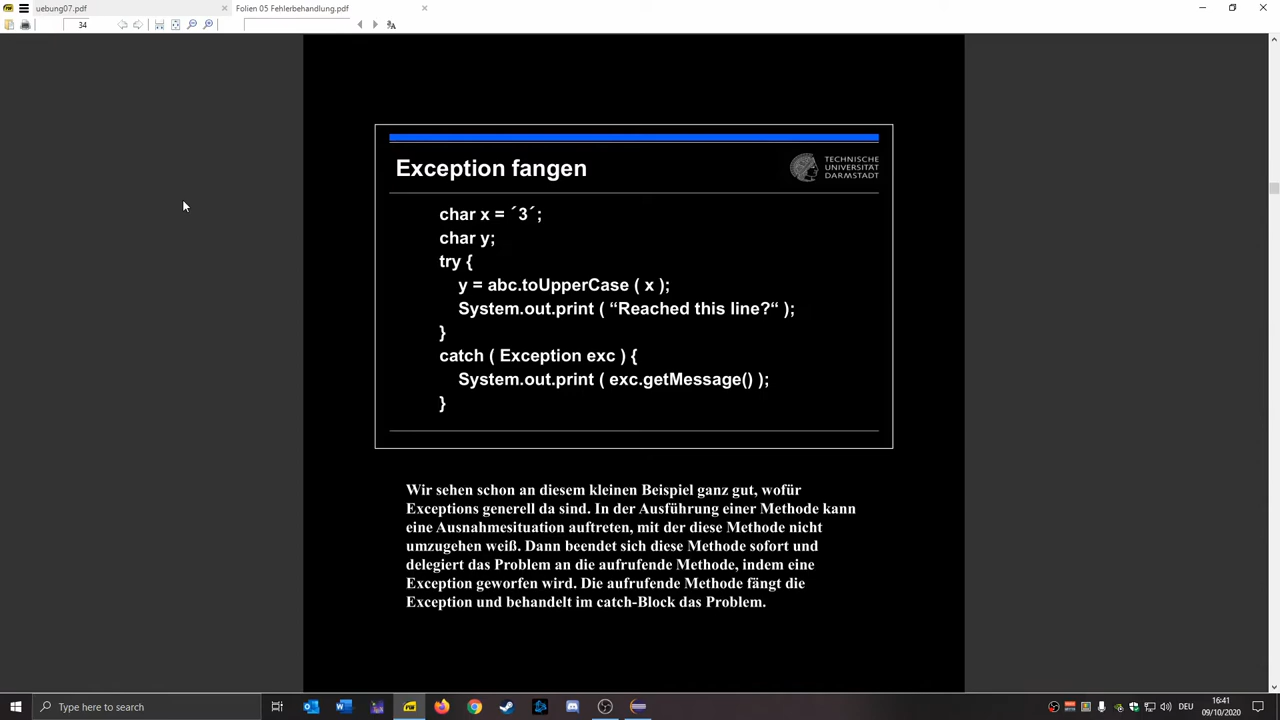 uebung07.pdf
Folien 05 Fehlerbehandlung.pdf
34
Exception fangen
TECHNISCHE
UNIVERSITÄT
DARMSTADT
char x = ´3´;
char y;
try {
y = abc.toUpperCase ( x );
System.out.print ( “Reached this line?“ );
}
catch ( Exception exc ) {
System.out.print ( exc.getMessage() );
}
Wir sehen schon an diesem kleinen Beispiel ganz gut, wofür
Exceptions generell da sind. In der Ausführung einer Methode kann
eine Ausnahmesituation auftreten, mit der diese Methode nicht
umzugehen weiß. Dann beendet sich diese Methode sofort und
delegiert das Problem an die aufrufende Methode, indem eine
Exception geworfen wird. Die aufrufende Methode fängt die
Exception und behandelt im catch-Block das Problem.
Type here to search
DEU
16:41
09/10/2020